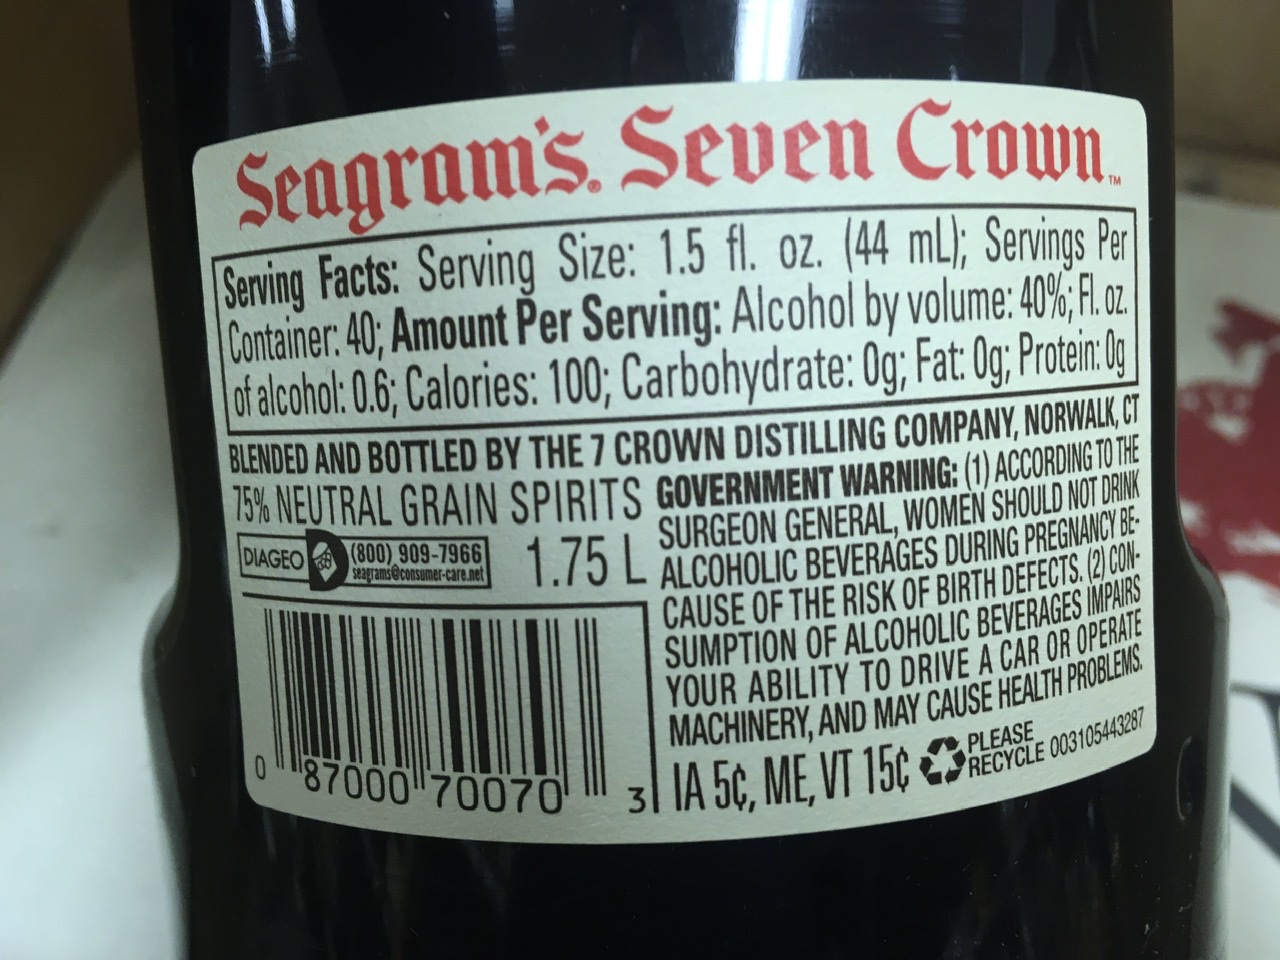 Seagram's® Seven Crown™
Serving Facts: Serving Size: 1.5 fl. oz. (44 mL); Servings Per
Container: 40; Amount Per Serving: Alcohol by volume: 40%; Fl. oz.
of alcohol: 0.6; Calories: 100; Carbohydrate: 0g; Fat: 0g; Protein: 0g
BLENDED AND BOTTLED BY THE 7 CROWN DISTILLING COMPANY, NORWALK, CT
75% NEUTRAL GRAIN SPIRITS
DIAGEO
(800) 909-7966
seagrams@consumer-care.net
1.75 L
GOVERNMENT WARNING: (1) ACCORDING TO THE
SURGEON GENERAL, WOMEN SHOULD NOT DRINK
ALCOHOLIC BEVERAGES DURING PREGNANCY BE-
CAUSE OF THE RISK OF BIRTH DEFECTS. (2) CON-
SUMPTION OF ALCOHOLIC BEVERAGES IMPAIRS
YOUR ABILITY TO DRIVE A CAR OR OPERATE
MACHINERY, AND MAY CAUSE HEALTH PROBLEMS.
0 87000 70070 3
IA 5¢, ME, VT 15¢
PLEASE
RECYCLE 003105443287